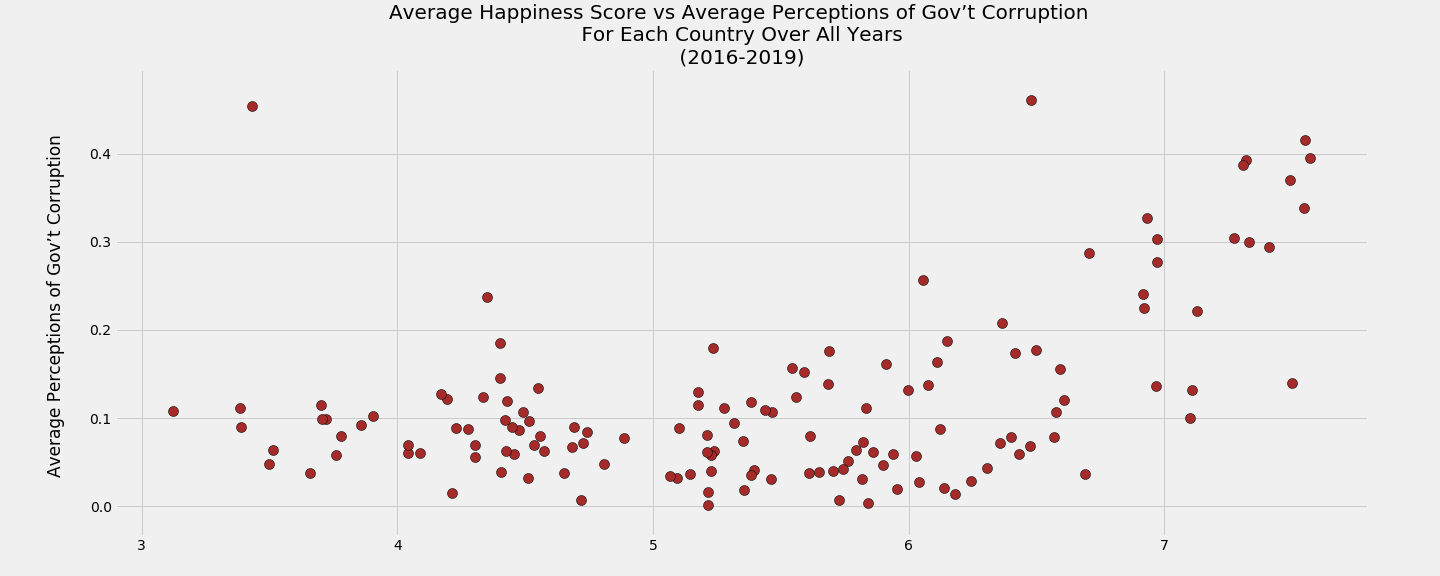 Average Happiness Score vs Average Perceptions of Gov’t Corruption
For Each Country Over All Years
(2016-2019)
Average Perceptions of Gov’t Corruption
0.4
0.3
0.2
0.1
0.0
3 4 5 6 7